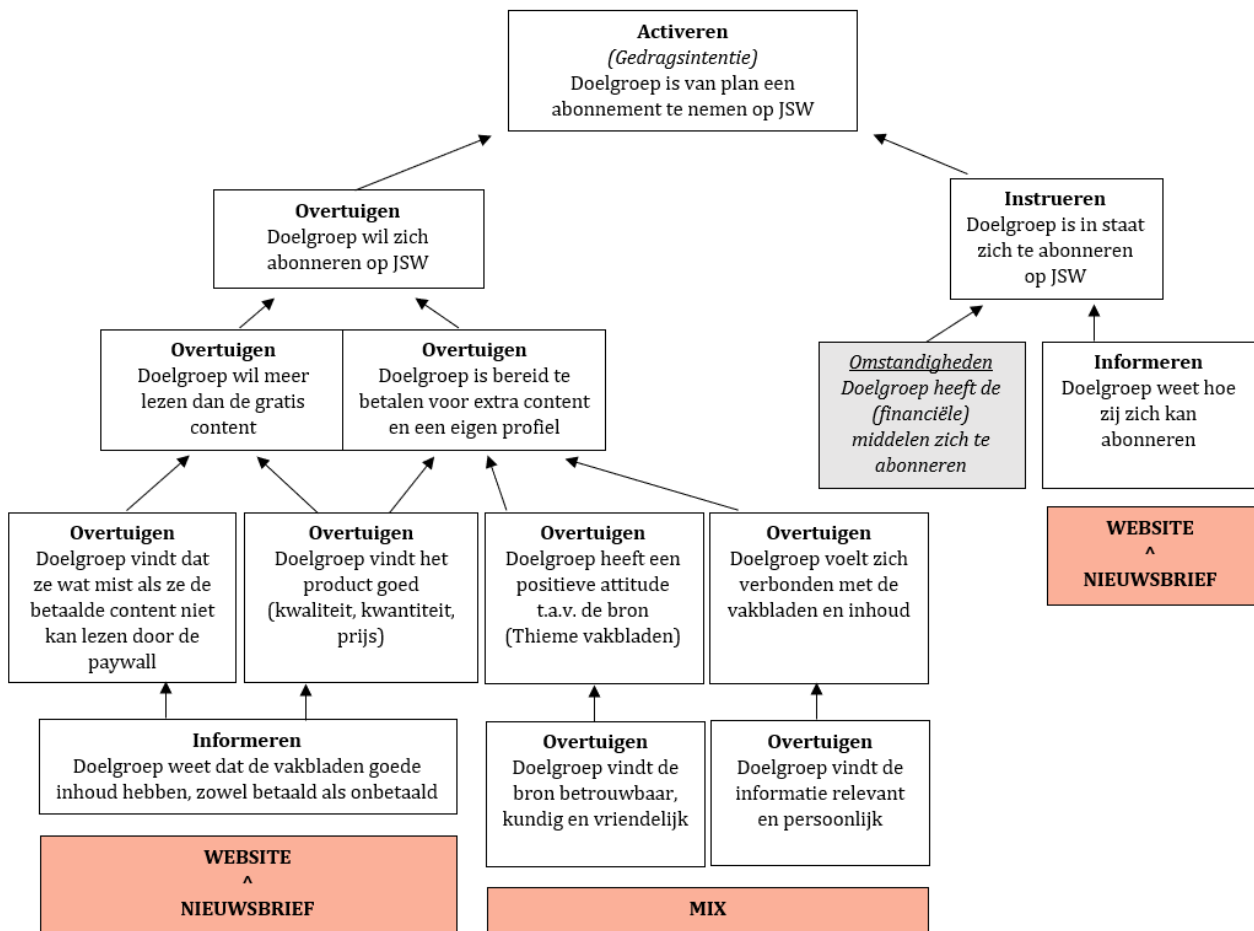 Activeren
(Gedragsintentie)
Doelgroep is van plan een
abonnement te nemen op JSW
Overtuigen
Doelgroep wil zich
abonneren op JSW
Instrueren
Doelgroep is in staat
zich te abonneren
op JSW
Overtuigen
Doelgroep wil meer
lezen dan de gratis
content
Overtuigen
Doelgroep is bereid te
betalen voor extra content
en een eigen profiel
Omstandigheden
Doelgroep heeft de
(financiële)
middelen zich te
abonneren
Informeren
Doelgroep weet hoe
zij zich kan
abonneren
Overtuigen
Doelgroep vindt dat
ze wat mist als ze de
betaalde content niet
kan lezen door de
paywall
Overtuigen
Doelgroep vindt het
product goed
(kwaliteit, kwantiteit,
prijs)
Overtuigen
Doelgroep heeft een
positieve attitude
t.a.v. de bron
(Thieme vakbladen)
Overtuigen
Doelgroep voelt zich
verbonden met de
vakbladen en inhoud
WEBSITE
^
NIEUWSBRIEF
Informeren
Doelgroep weet dat de vakbladen goede
inhoud hebben, zowel betaald als onbetaald
Overtuigen
Doelgroep vindt de
bron betrouwbaar,
kundig en vriendelijk
Overtuigen
Doelgroep vindt de
informatie relevant
en persoonlijk
WEBSITE
^
NIEUWSBRIEF
MIX